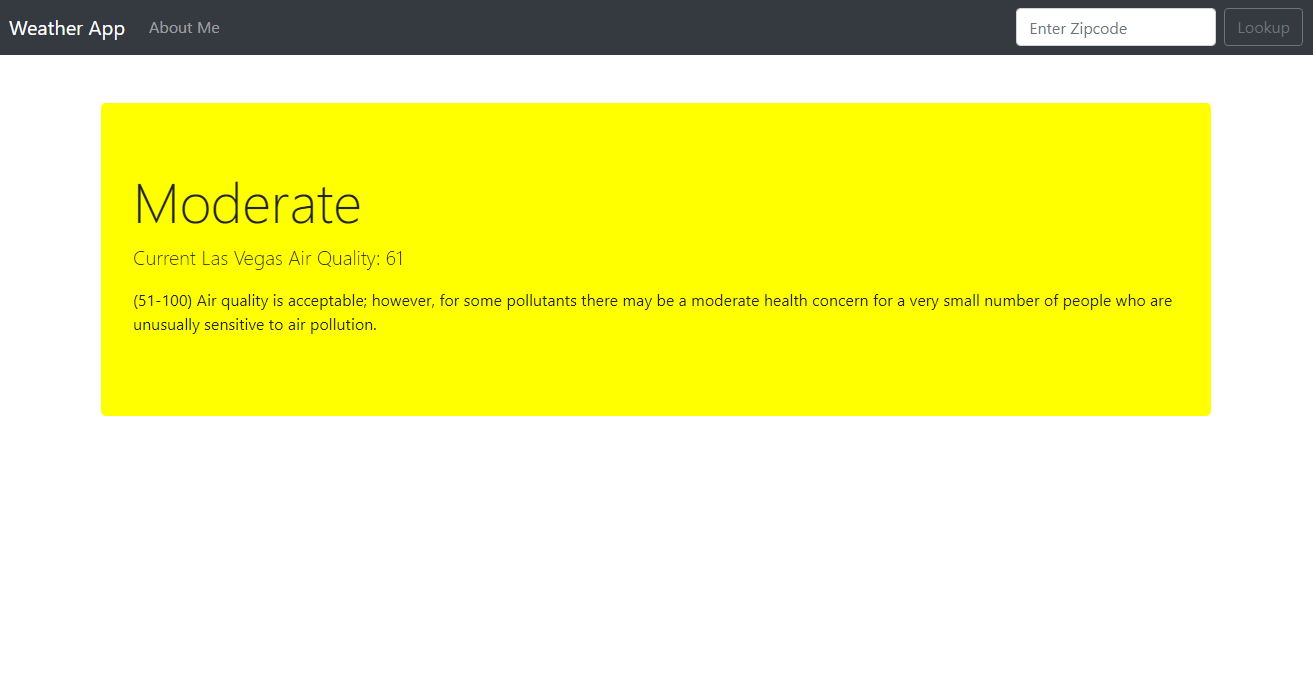 Weather App About Me Enter Zipcode Lookup
Moderate
Current Las Vegas Air Quality: 61
(51-100) Air quality is acceptable; however, for some pollutants there may be a moderate health concern for a very small number of people who are
unusually sensitive to air pollution.